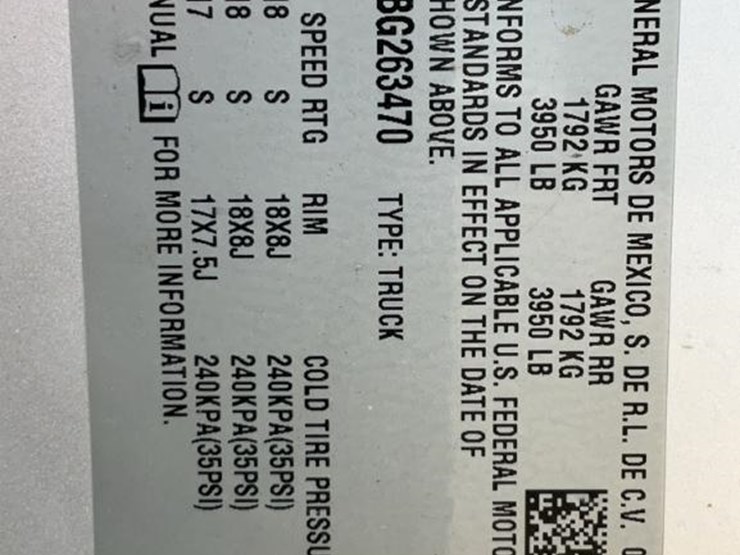 NERAL MOTORS DE MEXICO, S. DE R.L. DE C.V.
GAWR FRT GAWR RR
1792 KG 1792 KG
3950 LB 3950 LB
NFORMS TO ALL APPLICABLE U.S. FEDERAL MOTO
STANDARDS IN EFFECT ON THE DATE OF
HOWN ABOVE.
BG263470 TYPE: TRUCK
SPEED RTG RIM COLD TIRE PRESSU
8 S 18X8J 240KPA(35PSI)
8 S 18X8J 240KPA(35PSI)
7 S 17X7.5J 240KPA(35PSI)
NUAL i FOR MORE INFORMATION.